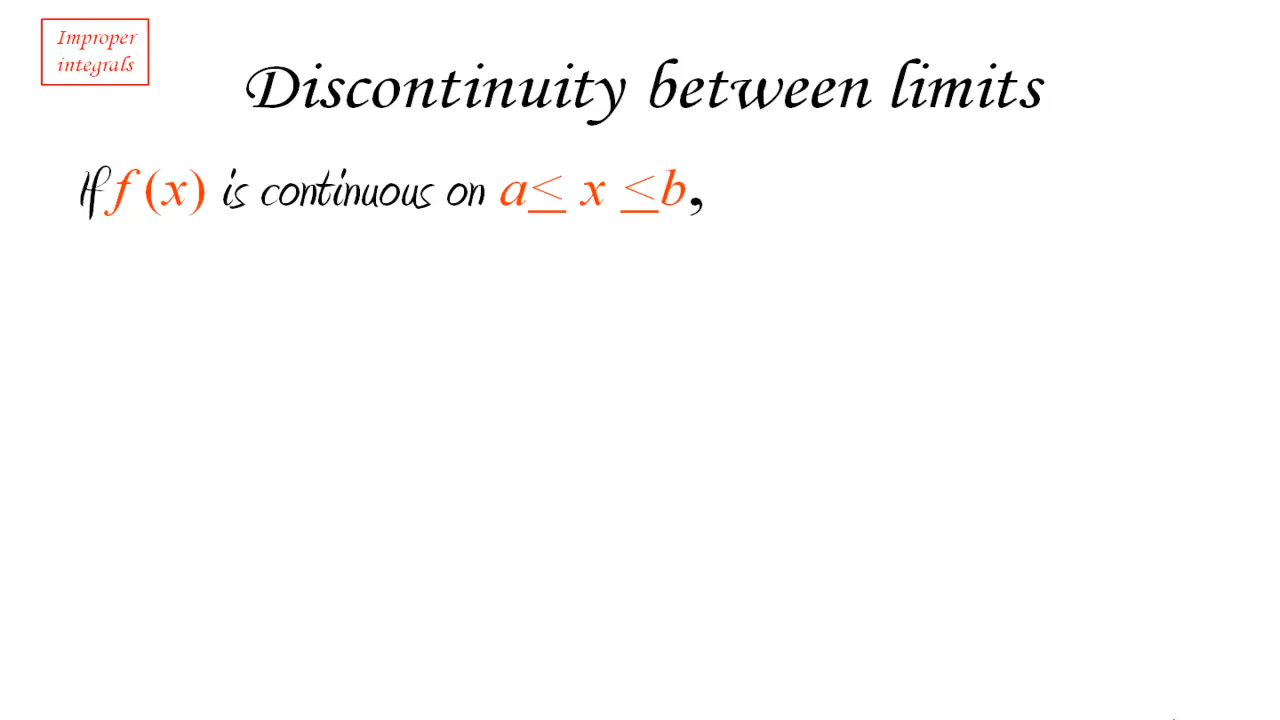 Improper
integrals
Discontinuity between limits
If f (x) is continuous on a ≤ x ≤ b,